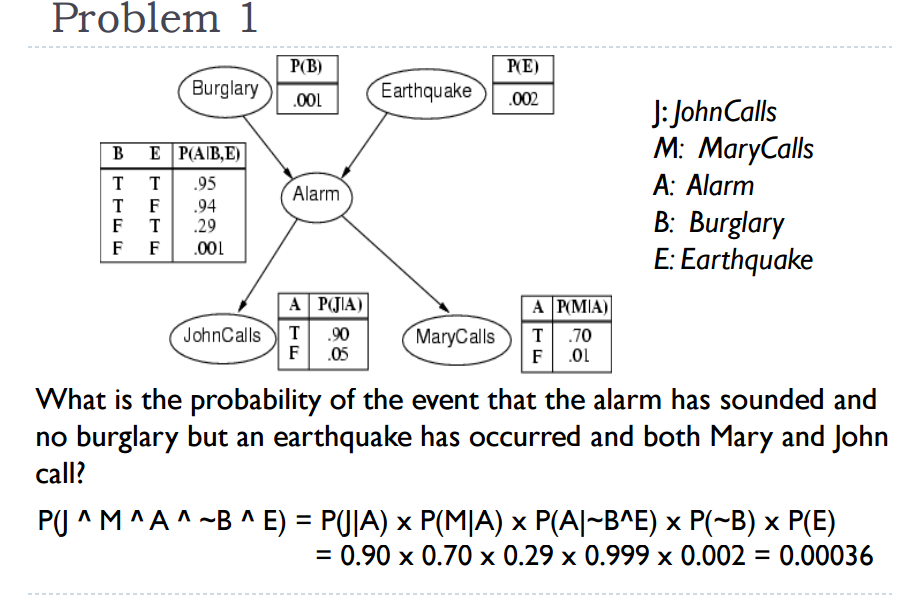 Problem 1
P(B)
.001
P(E)
.002
Burglary
Earthquake
J: JohnCalls
M: MaryCalls
A: Alarm
B: Burglary
E: Earthquake
B E P(A|B,E)
T T .95
T F .94
F T .29
F F .001
Alarm
A P(J|A)
T .90
F .05
A P(M|A)
T .70
F .01
JohnCalls
MaryCalls
What is the probability of the event that the alarm has sounded and
no burglary but an earthquake has occurred and both Mary and John
call?
P(J ^ M ^ A ^ ~B ^ E) = P(J|A) x P(M|A) x P(A|~B^E) x P(~B) x P(E)
= 0.90 x 0.70 x 0.29 x 0.999 x 0.002 = 0.00036